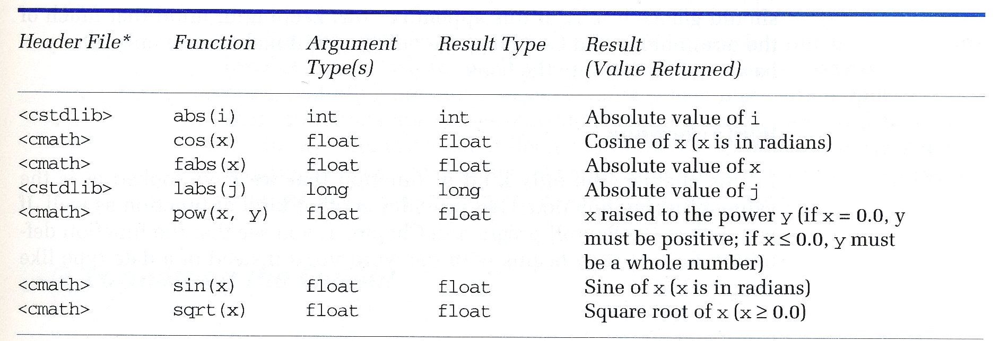 Header File* Function Argument Type(s) Result Type Result (Value Returned)
<cstdlib> abs(i) int int Absolute value of i
<cmath> cos(x) float float Cosine of x (x is in radians)
<cmath> fabs(x) float float Absolute value of x
<cstdlib> labs(j) long long Absolute value of j
<cmath> pow(x, y) float float x raised to the power y (if x = 0.0, y
must be positive; if x ≤ 0.0, y must
be a whole number)
<cmath> sin(x) float float Sine of x (x is in radians)
<cmath> sqrt(x) float float Square root of x (x ≥ 0.0)